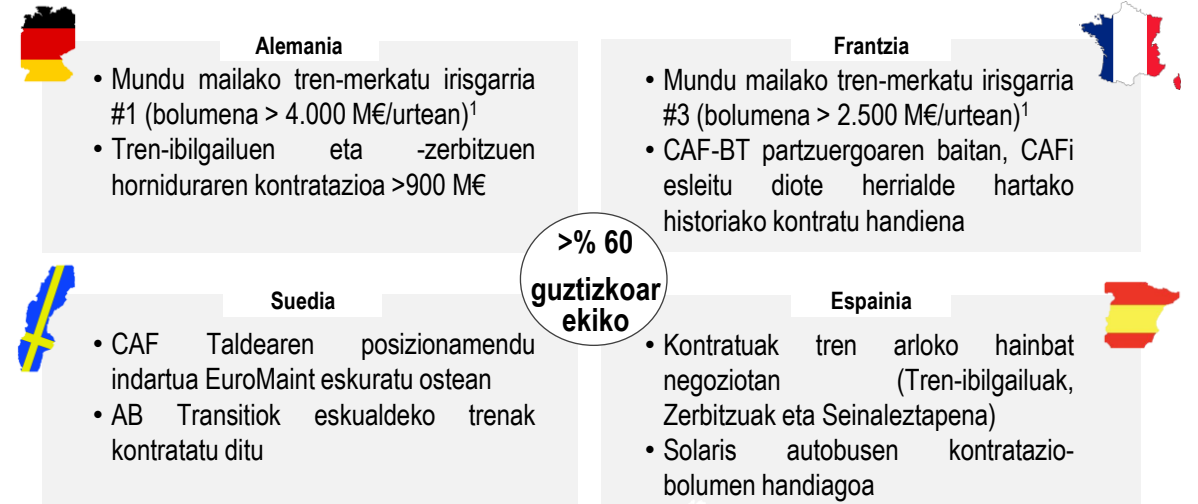 Alemania
• Mundu mailako tren-merkatu irisgarria
#1 (bolumena > 4.000 M€/urtean)1
• Tren-ibilgailuen eta -zerbitzuen
horniduraren kontratazioa >900 M€
Frantzia
• Mundu mailako tren-merkatu irisgarria
#3 (bolumena > 2.500 M€/urtean)1
• CAF-BT partzuergoaren baitan, CAFi
esleitu diote herrialde hartako
historiako kontratu handiena
>% 60
guztizkoar
ekiko
Suedia
• CAF Taldearen posizionamendu
indartua EuroMaint eskuratu ostean
• AB Transitiok eskualdeko trenak
kontratatu ditu
Espainia
• Kontratuak tren arloko hainbat
negoziotan (Tren-ibilgailuak,
Zerbitzuak eta Seinaleztapena)
• Solaris autobusen kontratazio-
bolumen handiagoa